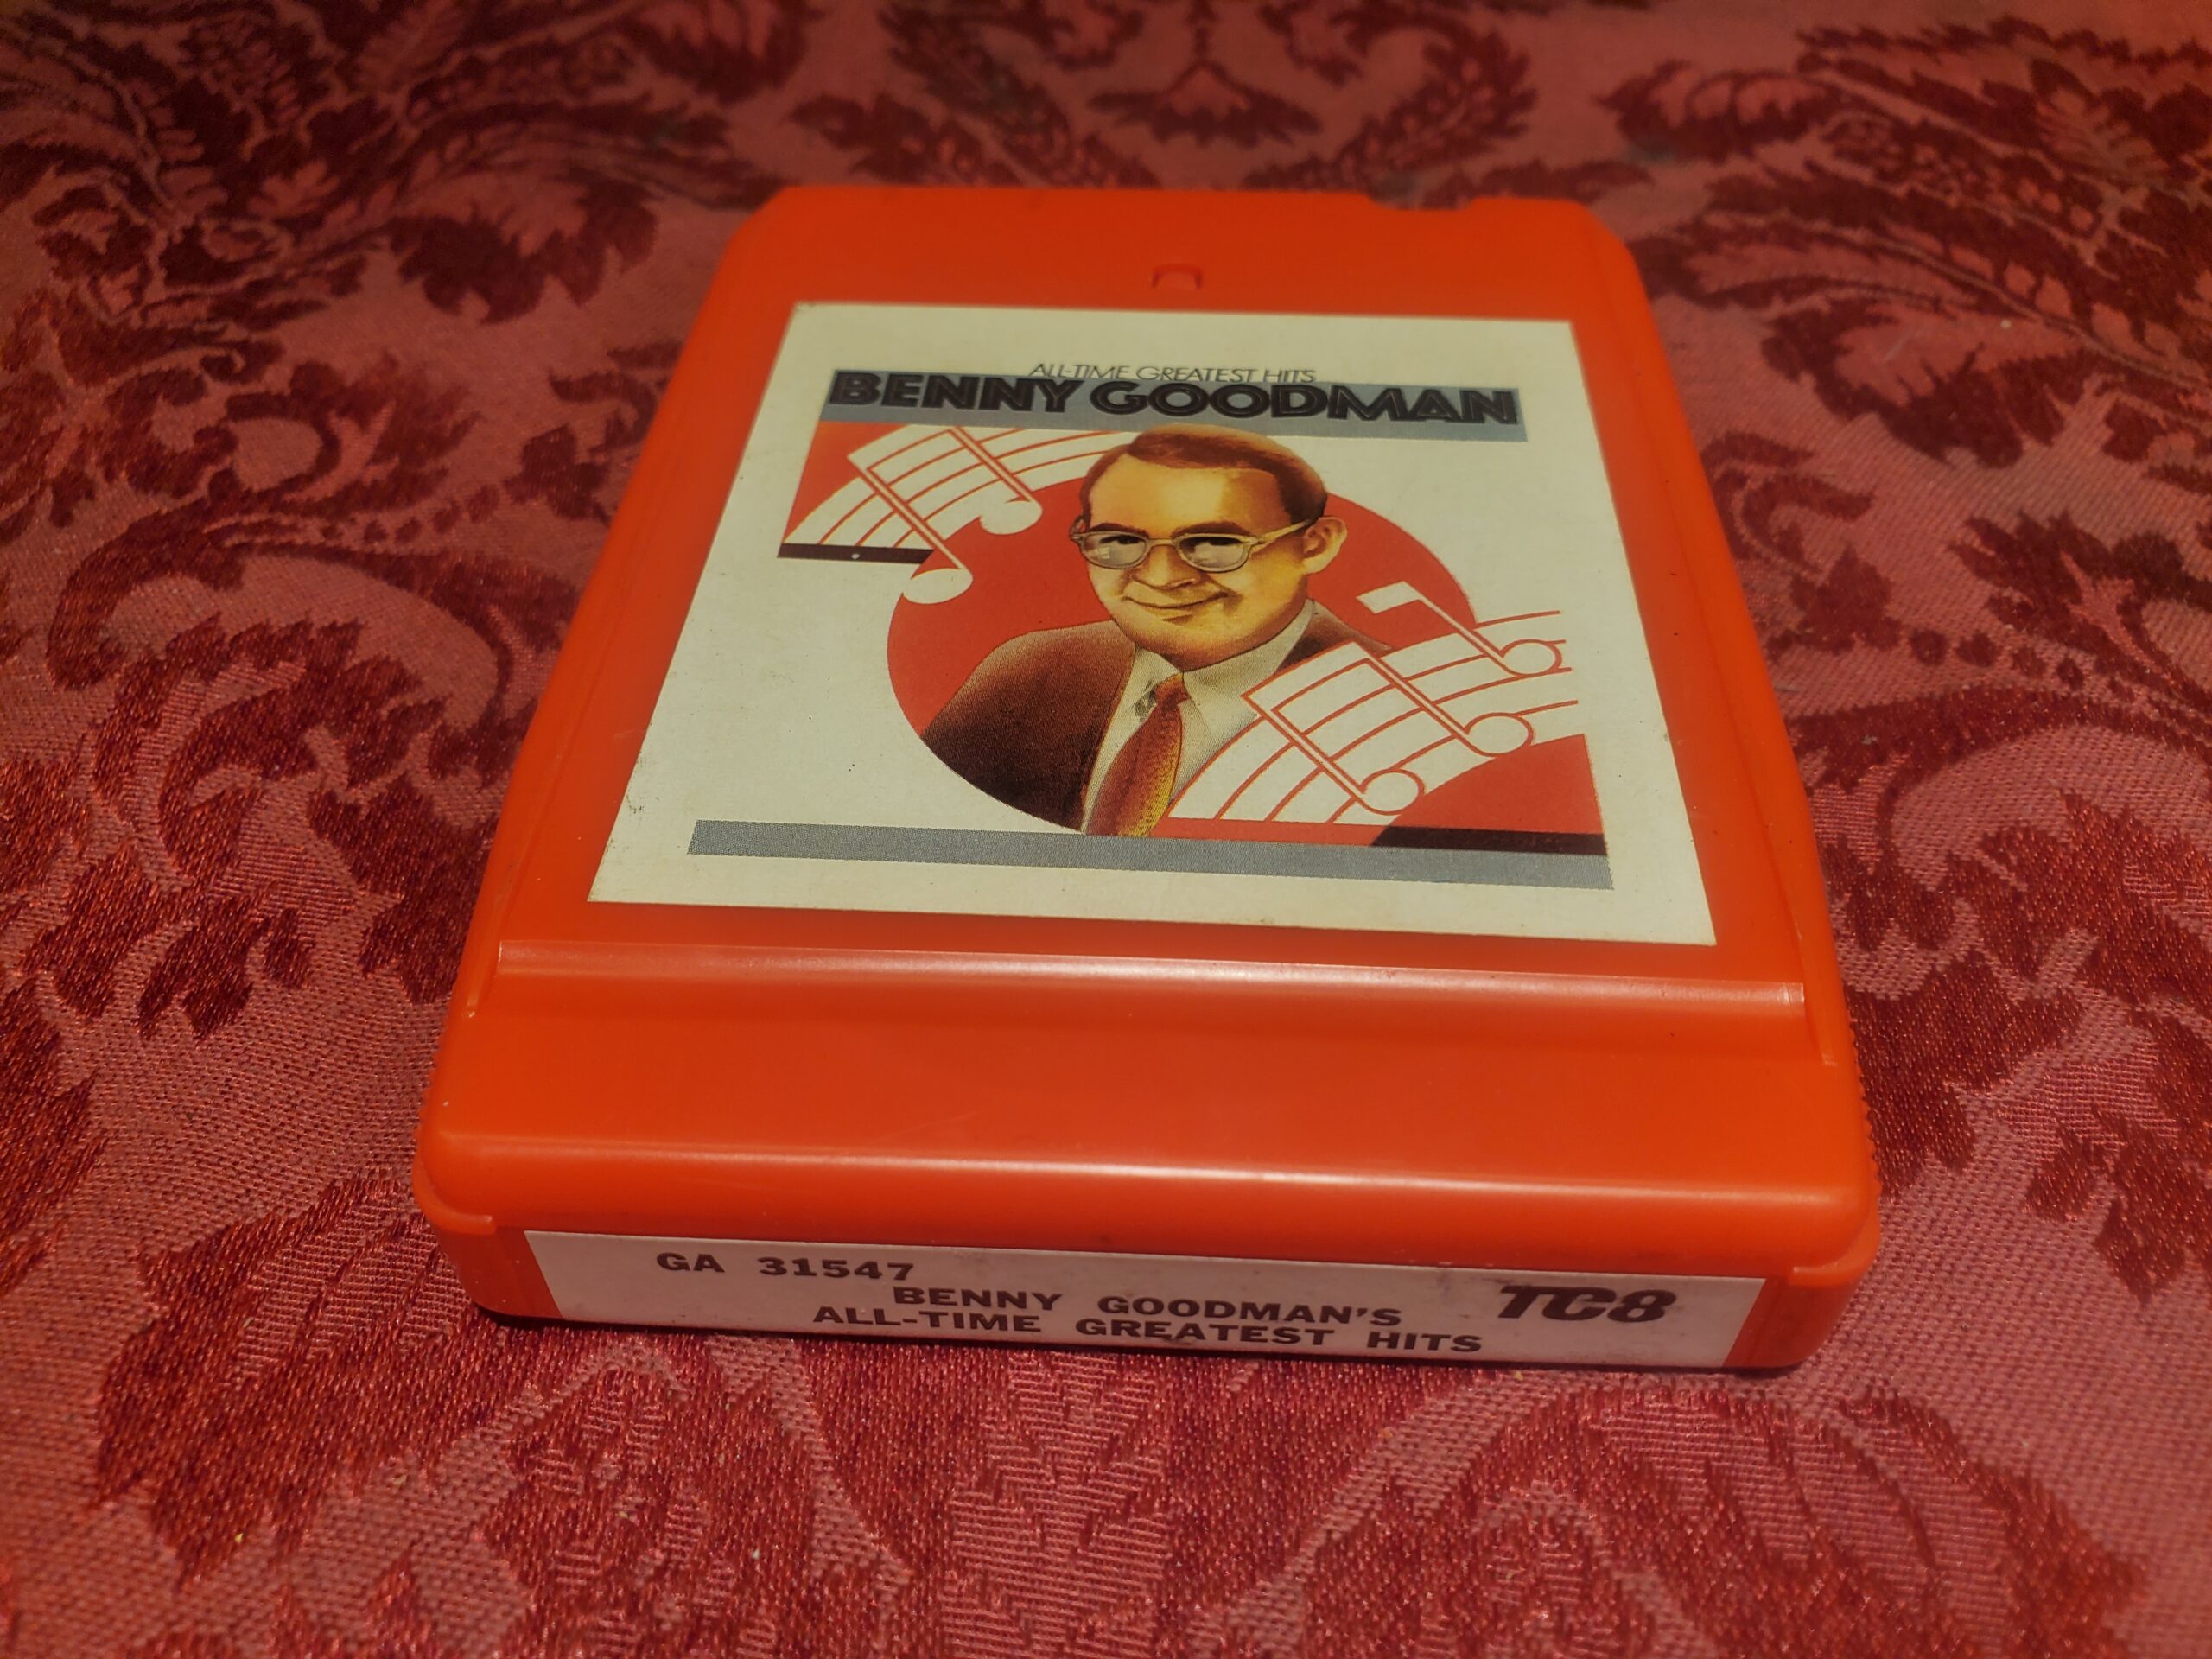 ALL-TIME GREATEST HITS
BENNY GOODMAN
GA 31547
BENNY GOODMAN'S
ALL-TIME GREATEST HITS
TC8